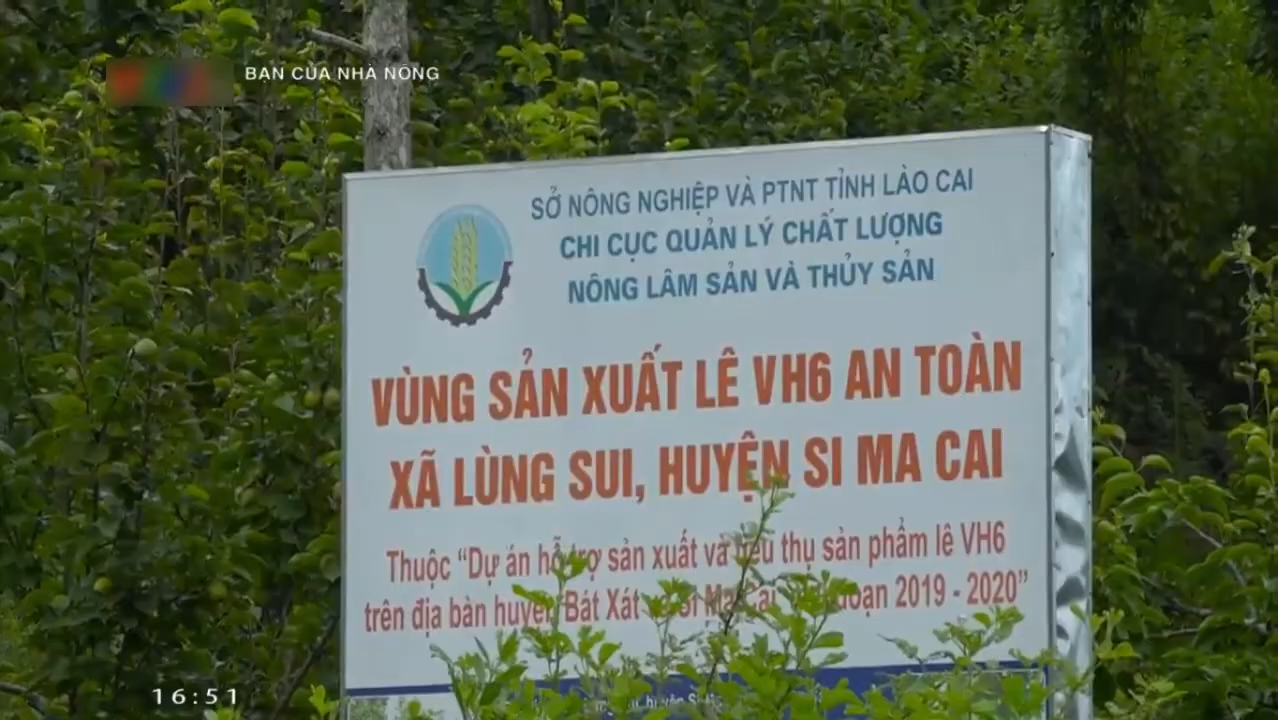 BẠN CỦA NHÀ NÔNG
SỞ NÔNG NGHIỆP VÀ PTNT TỈNH LÀO CAI
CHI CỤC QUẢN LÝ CHẤT LƯỢNG
NÔNG LÂM SẢN VÀ THỦY SẢN
VÙNG SẢN XUẤT LÊ VH6 AN TOÀN
XÃ LÙNG SUI, HUYỆN SI MA CAI
Thuộc “Dự án hỗ trợ sản xuất và tiêu thụ sản phẩm lê VH6
trên địa bàn huyện Bát Xát Si Ma Cai 2019 - 2020”
huyện
16:51